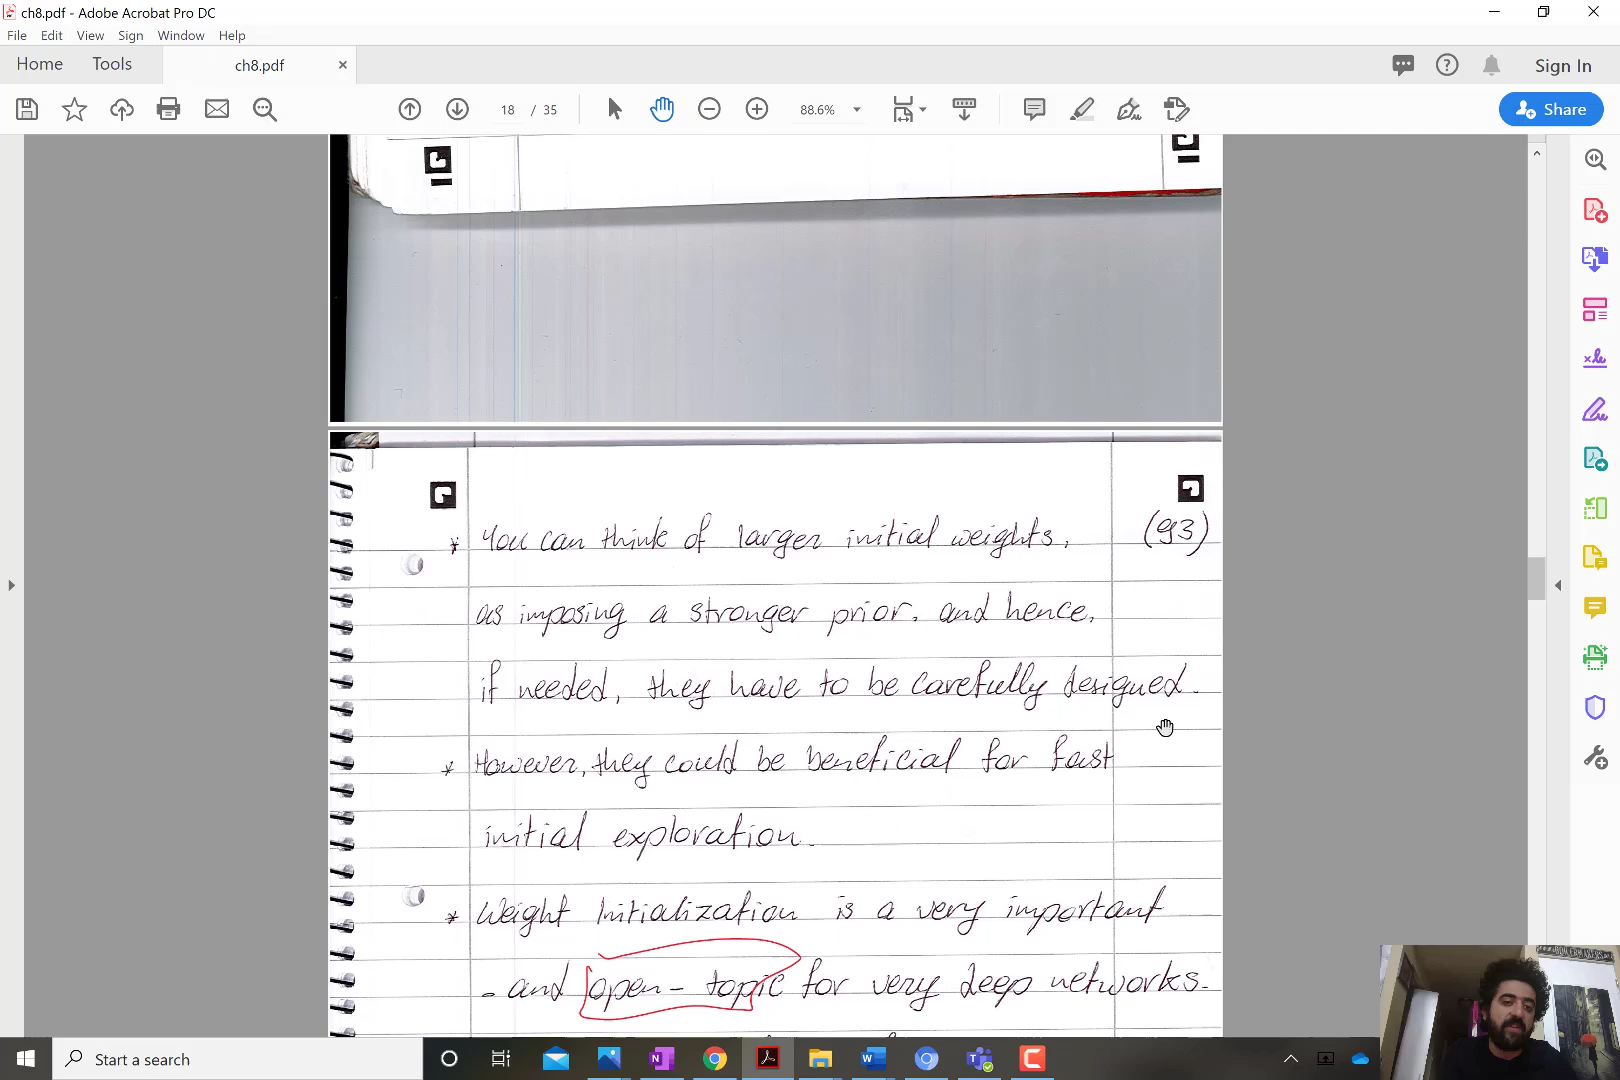 ch8.pdf - Adobe Acrobat Pro DC
File Edit View Sign Window Help
Home Tools ch8.pdf × Sign In
18 / 35 88.6% Share
* You can think of larger initial weights, (93)
as imposing a stronger prior. and hence,
if needed, they have to be carefully designed.
* However, they could be beneficial for fast
initial exploration.
* Weight Initialization is a very important
- and open-topic for very deep networks.
Start a search